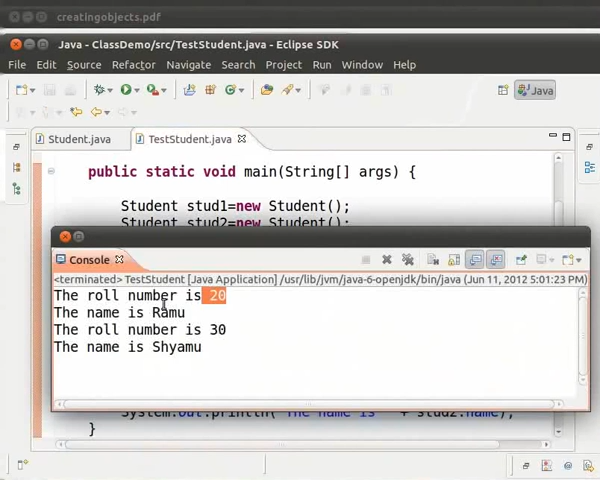 creatingobjects.pdf
Java - ClassDemo/src/TestStudent.java - Eclipse SDK
File Edit Source Refactor Navigate Search Project Run Window Help
Java
Student.java TestStudent.java
public static void main(String[] args) {
Student stud1=new Student();
Student stud2=new Student();
Console
<terminated> TestStudent [Java Application] /usr/lib/jvm/java-6-openjdk/bin/java (Jun 11, 2012 5:01:23 PM)
The roll number is 20
The name is Ramu
The roll number is 30
The name is Shyamu
System.out.println("The name is " + stud2.name);
}